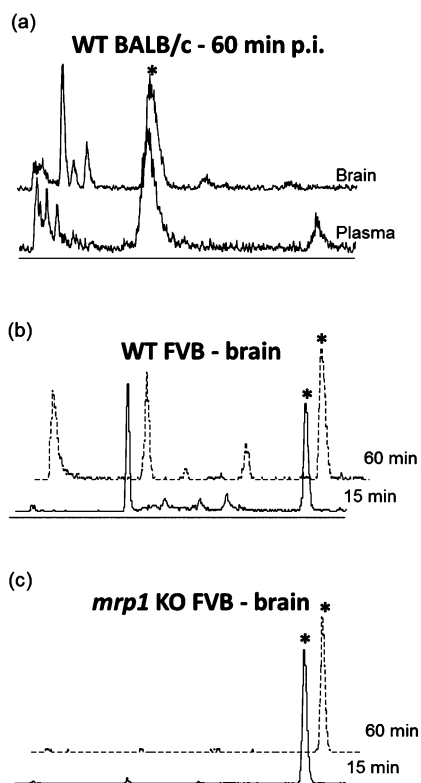 (a)
WT BALB/c - 60 min p.i.
*
Brain
Plasma
(b)
WT FVB - brain
*
*
60 min
15 min
(c)
mrp1 KO FVB - brain
*
*
60 min
15 min